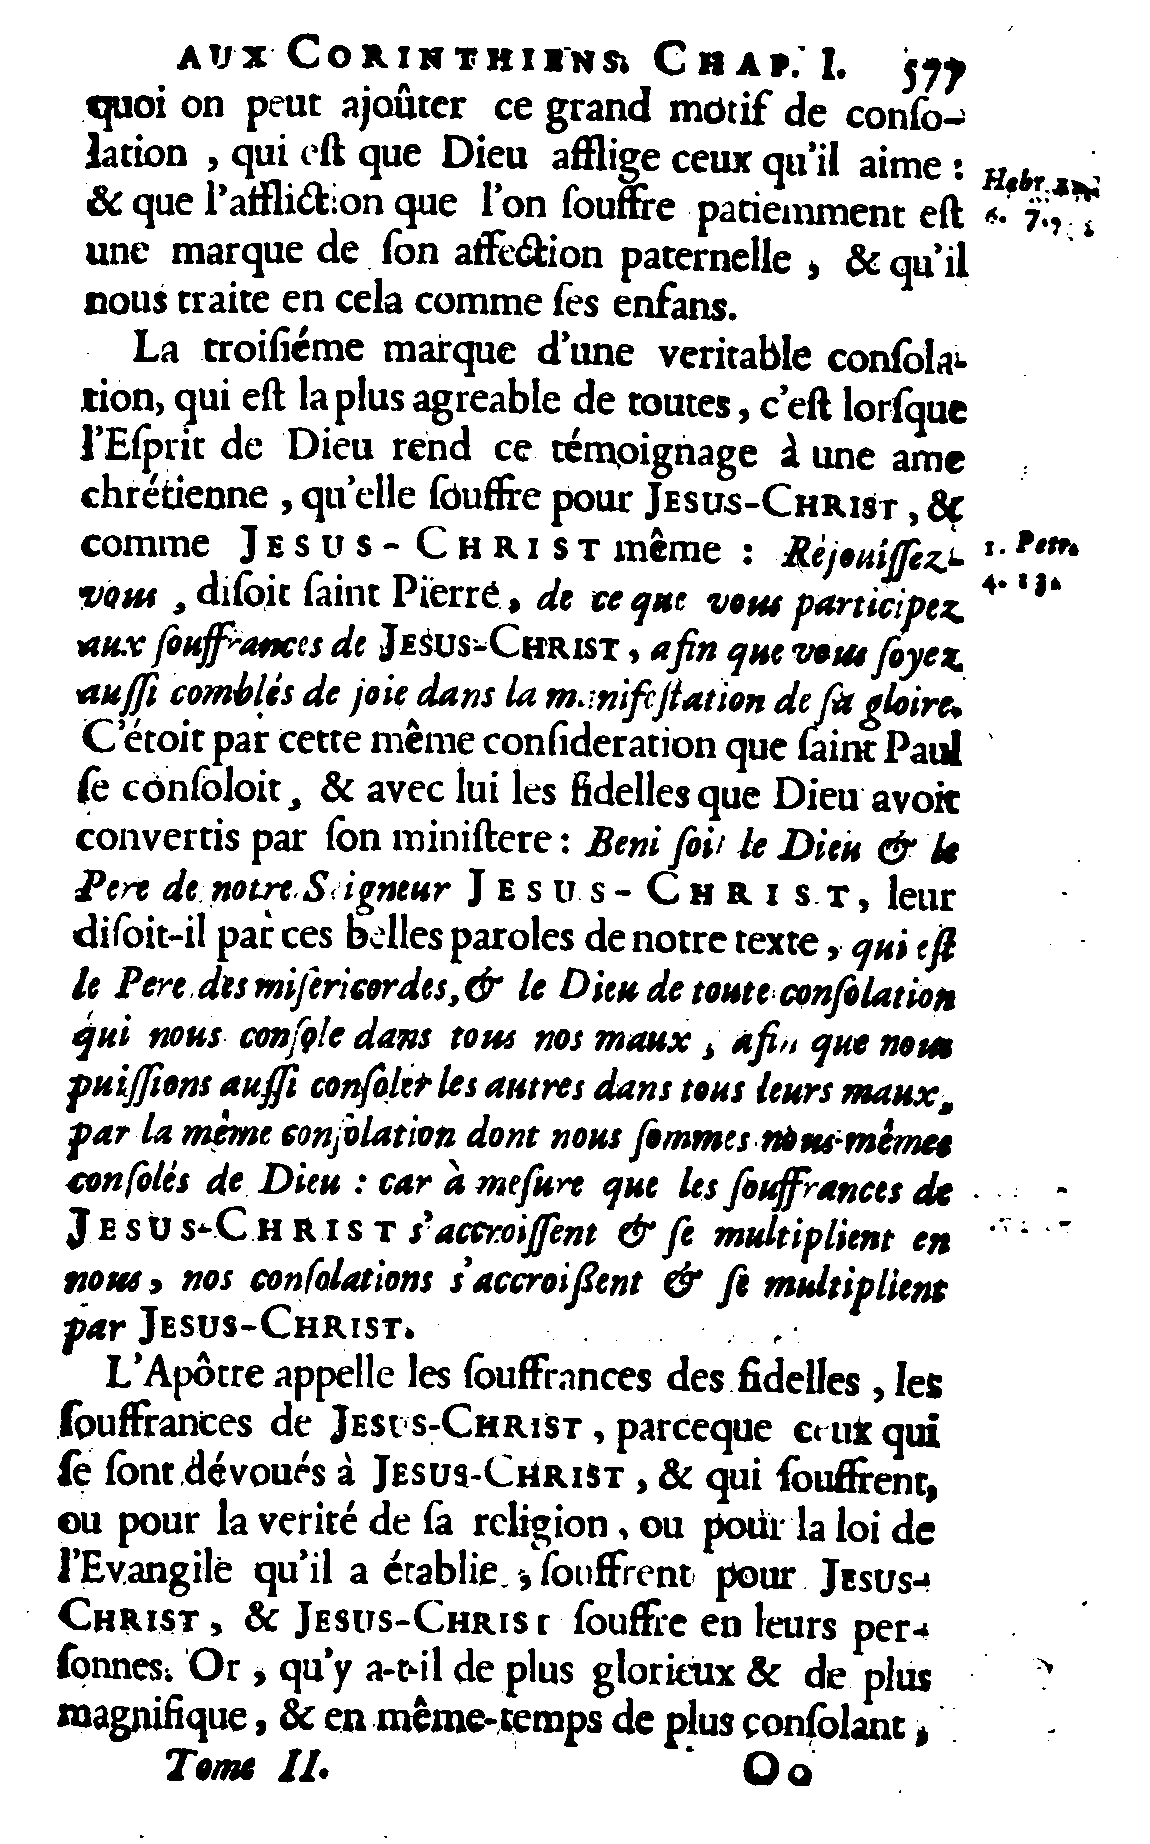 AUX CORINTHIENS. CHAP. I. 577
quoi on peut ajoûter ce grand motif de conſo-
lation, qui eſt que Dieu afflige ceux qu'il aime :
& que l'affliction que l'on ſouffre patiemment eſt
une marque de ſon affection paternelle, & qu'il
nous traite en cela comme ſes enfans.
Hebr.
6. 7.
La troiſiéme marque d'une veritable conſola-
tion, qui eſt la plus agreable de toutes, c'eſt lorſque
l'Eſprit de Dieu rend ce témoignage à une ame
chrétienne, qu'elle ſouffre pour JESUS-CHRIST, &
comme JESUS-CHRIST même : Réjouiſſez-
vous, diſoit ſaint Pierre, de ce que vous participez
aux ſouffrances de JESUS-CHRIST, afin que vous ſoyez
auſſi comblés de joie dans la manifeſtation de ſa gloire.
1. Petr.
4. 13.
C'étoit par cette même conſideration que ſaint Paul
ſe conſoloit, & avec lui les fidelles que Dieu avoit
convertis par ſon miniſtere : Beni ſoit le Dieu & le
Pere de notre Seigneur JESUS-CHRIST, leur
diſoit-il par ces belles paroles de notre texte, qui eſt
le Pere des miſericordes, & le Dieu de toute conſolation
qui nous conſole dans tous nos maux, afin que nous
puiſſions auſſi conſoler les autres dans tous leurs maux,
par la même conſolation dont nous ſommes nous-mêmes
conſolés de Dieu : car à meſure que les ſouffrances de
JESUS-CHRIST s'accroiſſent & ſe multiplient en
nous, nos conſolations s'accroißent & ſe multiplient
par JESUS-CHRIST.
L'Apôtre appelle les ſouffrances des fidelles, les
ſouffrances de JESUS-CHRIST, parceque ceux qui
ſe ſont dévoués à JESUS-CHRIST, & qui ſouffrent,
ou pour la verité de ſa religion, ou pour la loi de
l'Evangile qu'il a établie, ſouffrent pour JESUS-
CHRIST, & JESUS-CHRIST ſouffre en leurs per-
ſonnes. Or, qu'y a-t-il de plus glorieux & de plus
magnifique, & en même-temps de plus conſolant,
Tome II. Oo